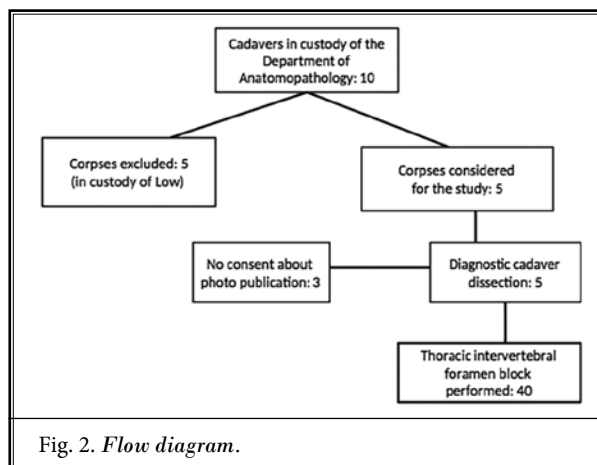 Cadavers in custody of the
Department of
Anatomopathology: 10
Corpses excluded: 5
(in custody of Low)
Corpses considered
for the study: 5
No consent about
photo publication: 3
Diagnostic cadaver
dissection: 5
Thoracic intervertebral
foramen block
performed: 40
Fig. 2. Flow diagram.